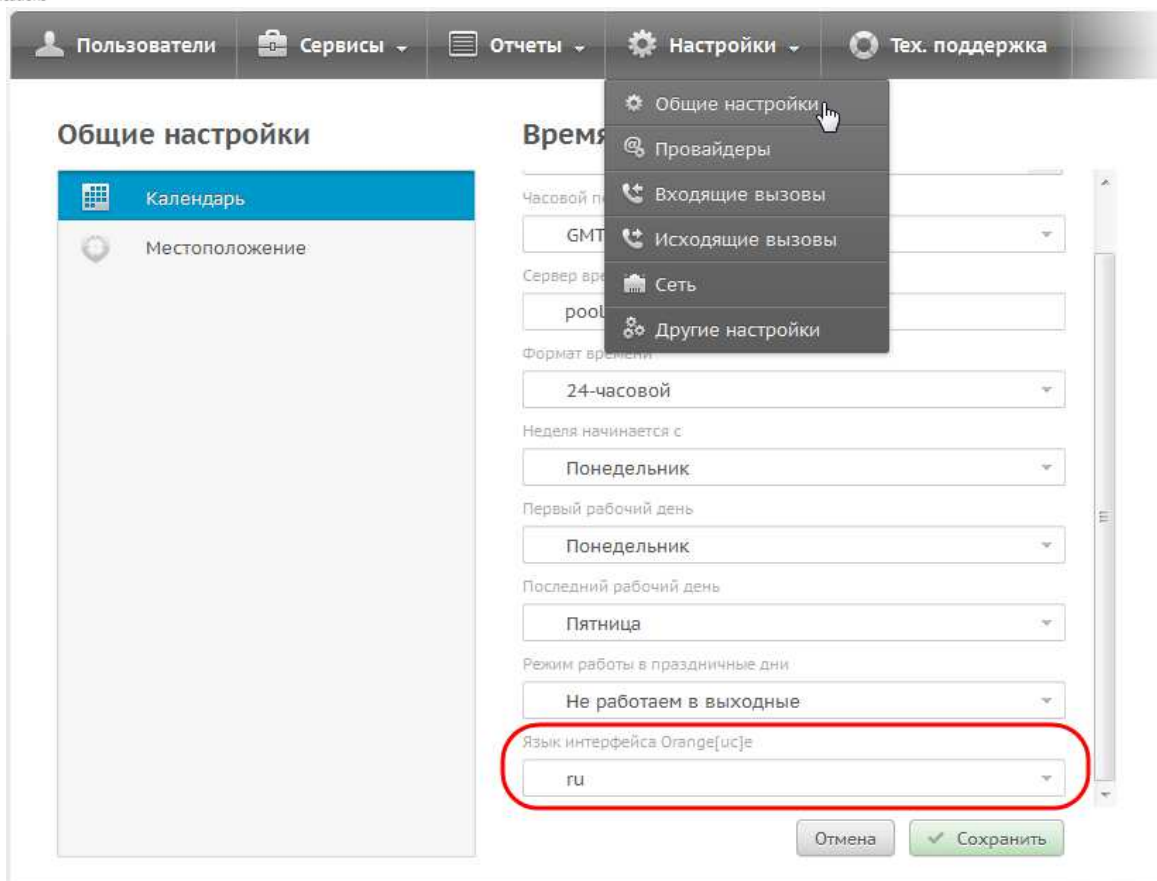 Пользователи
Сервисы
Отчеты
Настройки
Тех. поддержка
Общие настройки
Провайдеры
Входящие вызовы
Исходящие вызовы
Сеть
Другие настройки
Общие настройки
Календарь
Местоположение
Время
Часовой
GMT
Сервер
pool
Формат времени
24-часовой
Неделя начинается с
Понедельник
Первый рабочий день
Понедельник
Последний рабочий день
Пятница
Режим работы в праздничные дни
Не работаем в выходные
Язык интерфейса Orange[uc]e
ru
Отмена
Сохранить